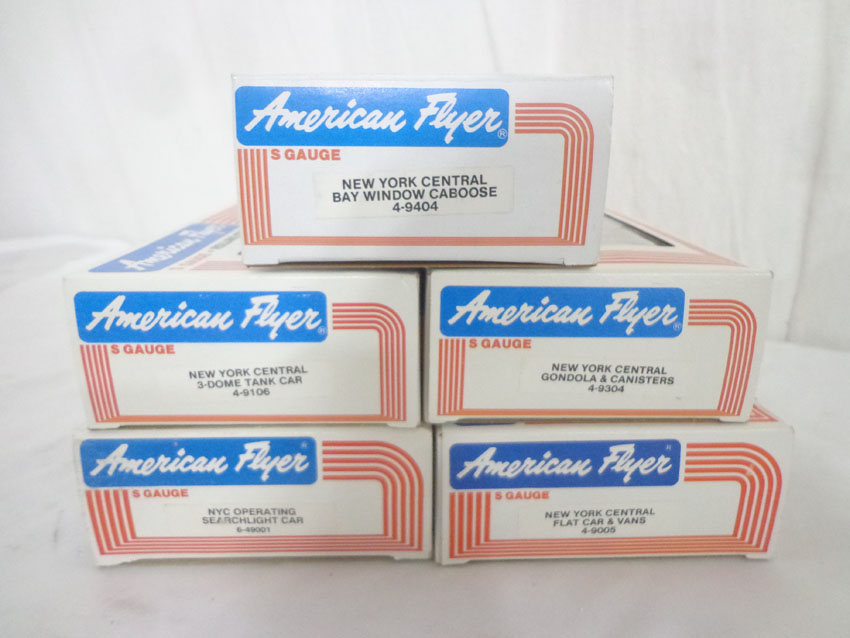 American Flyer®
S GAUGE
NEW YORK CENTRAL
BAY WINDOW CABOOSE
4-9404
American Flyer
American Flyer®
S GAUGE
NEW YORK CENTRAL
3-DOME TANK CAR
4-9106
American Flyer®
S GAUGE
NEW YORK CENTRAL
GONDOLA & CANISTERS
4-9304
American Flyer®
S GAUGE
NYC OPERATING
SEARCHLIGHT CAR
6-49001
American Flyer®
S GAUGE
NEW YORK CENTRAL
FLAT CAR & VANS
4-9005